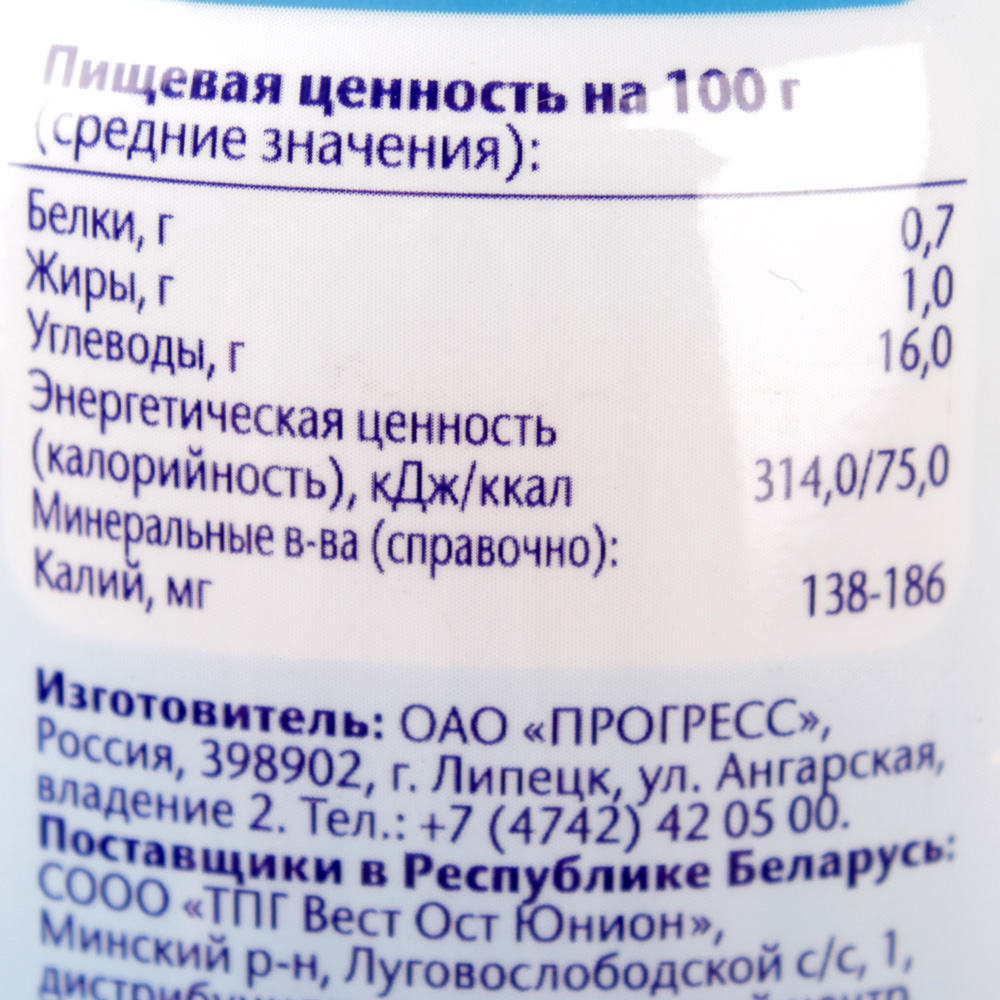 Пищевая ценность на 100 г
(средние значения):
Белки, г 0,7
Жиры, г 1,0
Углеводы, г 16,0
Энергетическая ценность
(калорийность), кДж/ккал 314,0/75,0
Минеральные в-ва (справочно):
Калий, мг 138-186
Изготовитель: ОАО «ПРОГРЕСС»,
Россия, 398902, г. Липецк, ул. Ангарская,
владение 2. Тел.: +7 (4742) 42 05 00.
Поставщики в Республике Беларусь:
СООО «ТПГ Вест Ост Юнион»,
Минский р-н, Луговослободской с/с, 1,